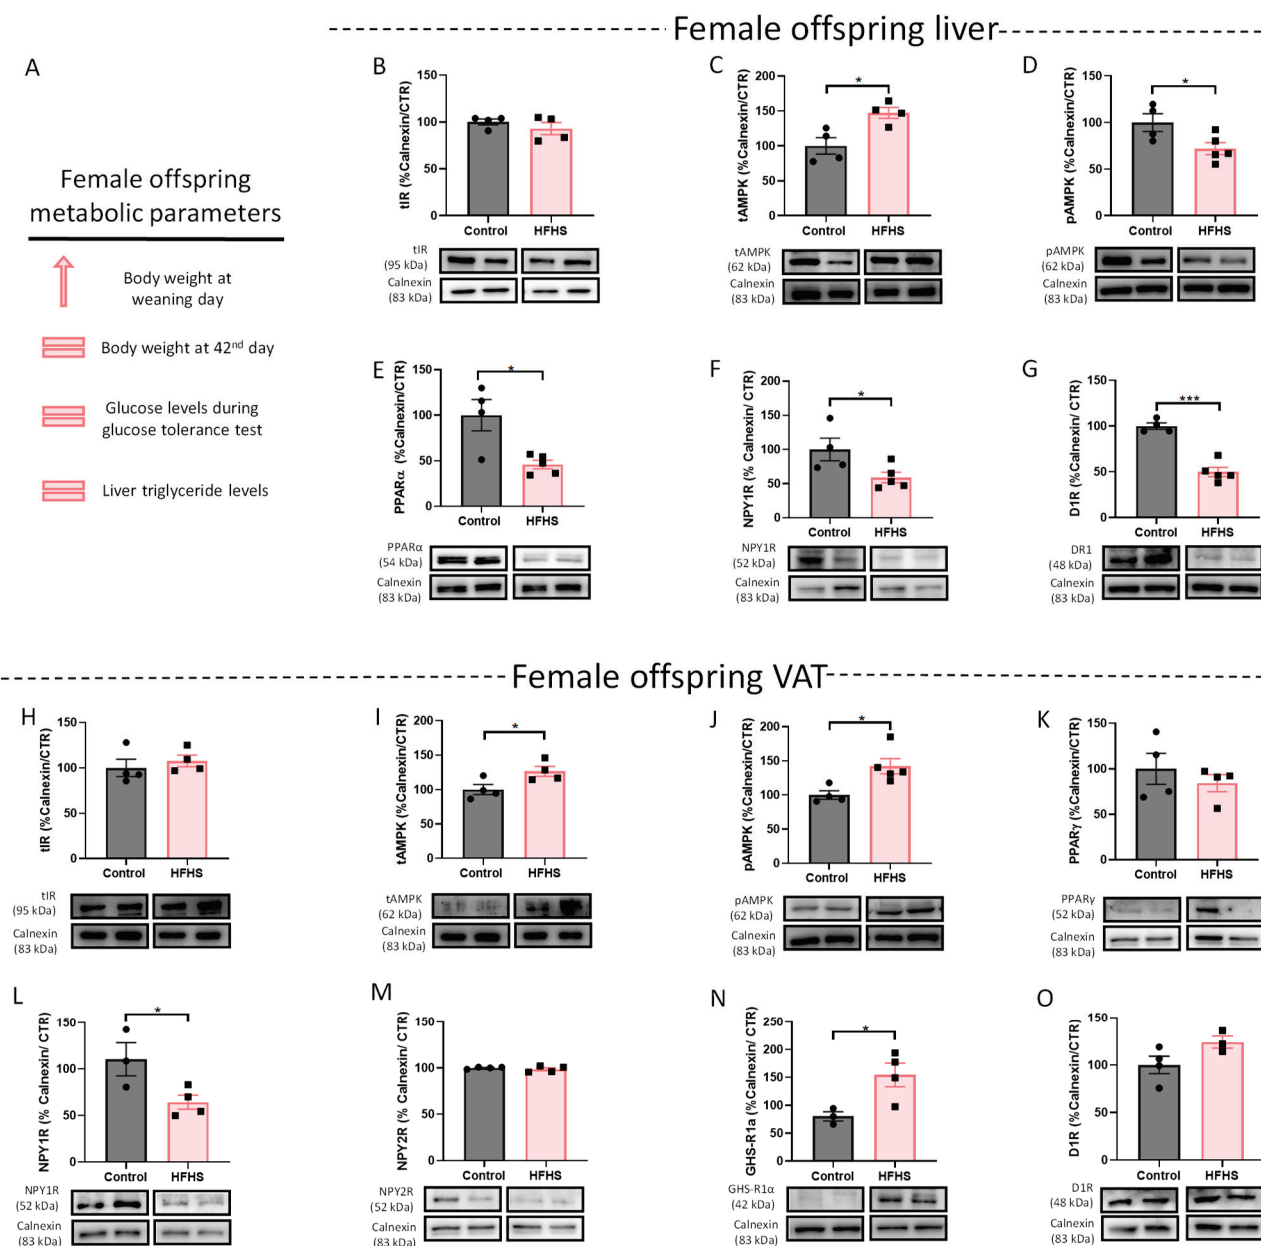 Female offspring liver
A
Female offspring
metabolic parameters
Body weight at
weaning day
Body weight at 42nd day
Glucose levels during
glucose tolerance test
Liver triglyceride levels
B
tIR (%Calnexin/CTR)
150
100
50
0
Control HFHS
tIR
(95 kDa)
Calnexin
(83 kDa)
C
tAMPK (%Calnexin/CTR)
200
150
100
50
0
*
Control HFHS
tAMPK
(62 kDa)
Calnexin
(83 kDa)
D
pAMPK (%Calnexin/CTR)
150
100
50
0
*
Control HFHS
pAMPK
(62 kDa)
Calnexin
(83 kDa)
E
PPARα (%Calnexin/CTR)
150
100
50
0
*
Control HFHS
PPARα
(54 kDa)
Calnexin
(83 kDa)
F
NPY1R (% Calnexin/ CTR)
200
150
100
50
0
*
Control HFHS
NPY1R
(52 kDa)
Calnexin
(83 kDa)
G
D1R (%Calnexin/ CTR)
150
100
50
0
***
Control HFHS
DR1
(48 kDa)
Calnexin
(83 kDa)
Female offspring VAT
H
tIR (%Calnexin/CTR)
150
100
50
0
Control HFHS
tIR
(95 kDa)
Calnexin
(83 kDa)
I
tAMPK (%Calnexin/CTR)
200
150
100
50
0
*
Control HFHS
tAMPK
(62 kDa)
Calnexin
(83 kDa)
J
pAMPK (%Calnexin/CTR)
200
150
100
50
0
*
Control HFHS
pAMPK
(62 kDa)
Calnexin
(83 kDa)
K
PPARγ (%Calnexin/CTR)
150
100
50
0
Control HFHS
PPARγ
(52 kDa)
Calnexin
(83 kDa)
L
NPY1R (% Calnexin/ CTR)
150
100
50
0
*
Control HFHS
NPY1R
(52 kDa)
Calnexin
(83 kDa)
M
NPY2R (% Calnexin/ CTR)
150
100
50
0
Control HFHS
NPY2R
(52 kDa)
Calnexin
(83 kDa)
N
GHS-R1a (%Calnexin/ CTR)
250
200
150
100
50
0
*
Control HFHS
GHS-R1α
(42 kDa)
Calnexin
(83 kDa)
O
D1R (%Calnexin/ CTR)
150
100
50
0
Control HFHS
D1R
(48 kDa)
Calnexin
(83 kDa)